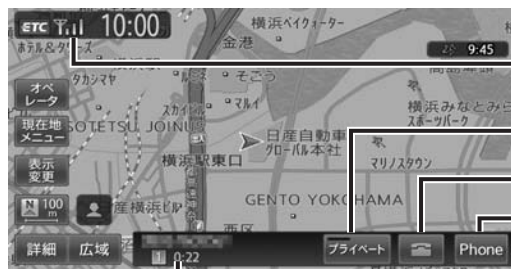 ETC 10:00
横浜ベイクォーター
金港
9:45
ホテル&タワーズ
タカシマヤ
そごう
オペレータ
スカイ
マルイ
横浜みなとみら
スポーツパーク
現在地メニュー
SOTETSU JOINUS
日産自動車
グローバル本社
横浜駅東口
マリノスタウン
表示変更
N 100 m
産横浜ビル
GENTO YOKOHAMA
西区
詳細
広域
1 0:22
プライベート
Phone